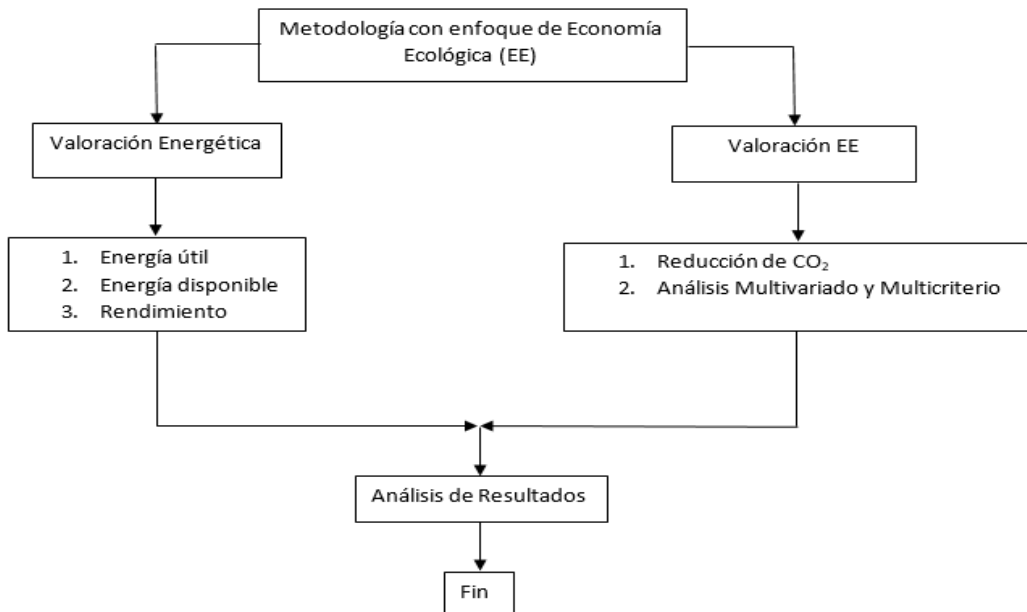 Metodología con enfoque de Economía
Ecológica (EE)
Valoración Energética
Valoración EE
1. Energía útil
2. Energía disponible
3. Rendimiento
1. Reducción de CO₂
2. Análisis Multivariado y Multicriterio
Análisis de Resultados
Fin